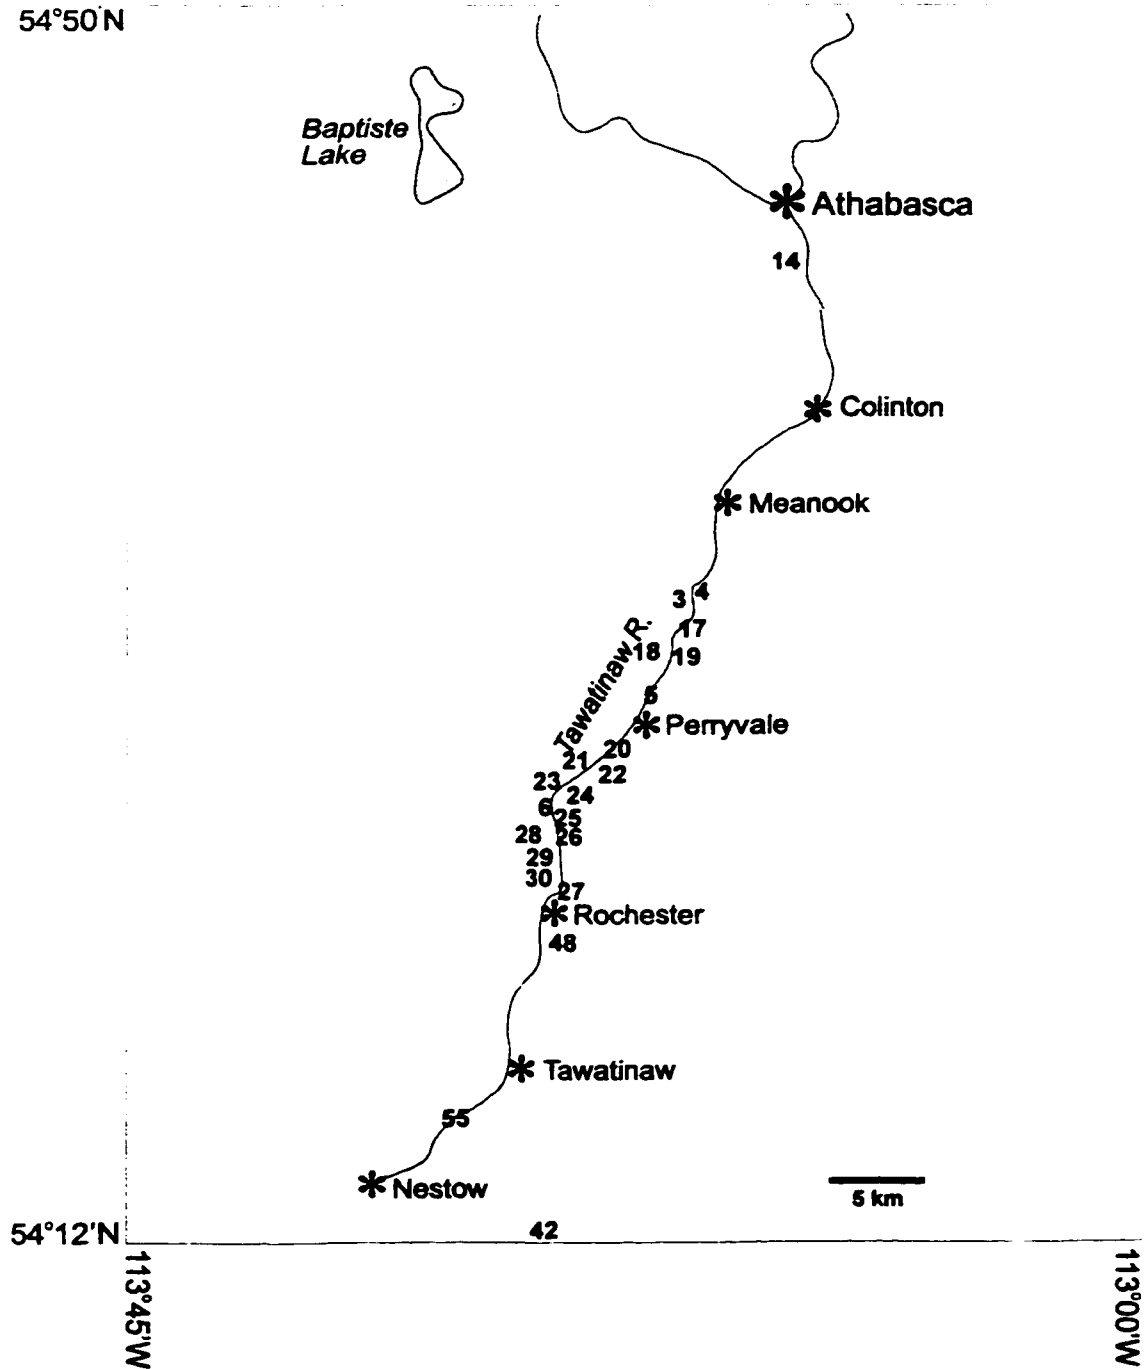 54°50'N
Baptiste
Lake
Athabasca
14
Colinton
Meanook
4
3
17
Tawatinaw R.
18
19
5
Perryvale
20
21
22
23
24
6
25
28
26
29
30
27
Rochester
48
Tawatinaw
55
Nestow
5 km
42
54°12'N
113°45'W
113°00'W